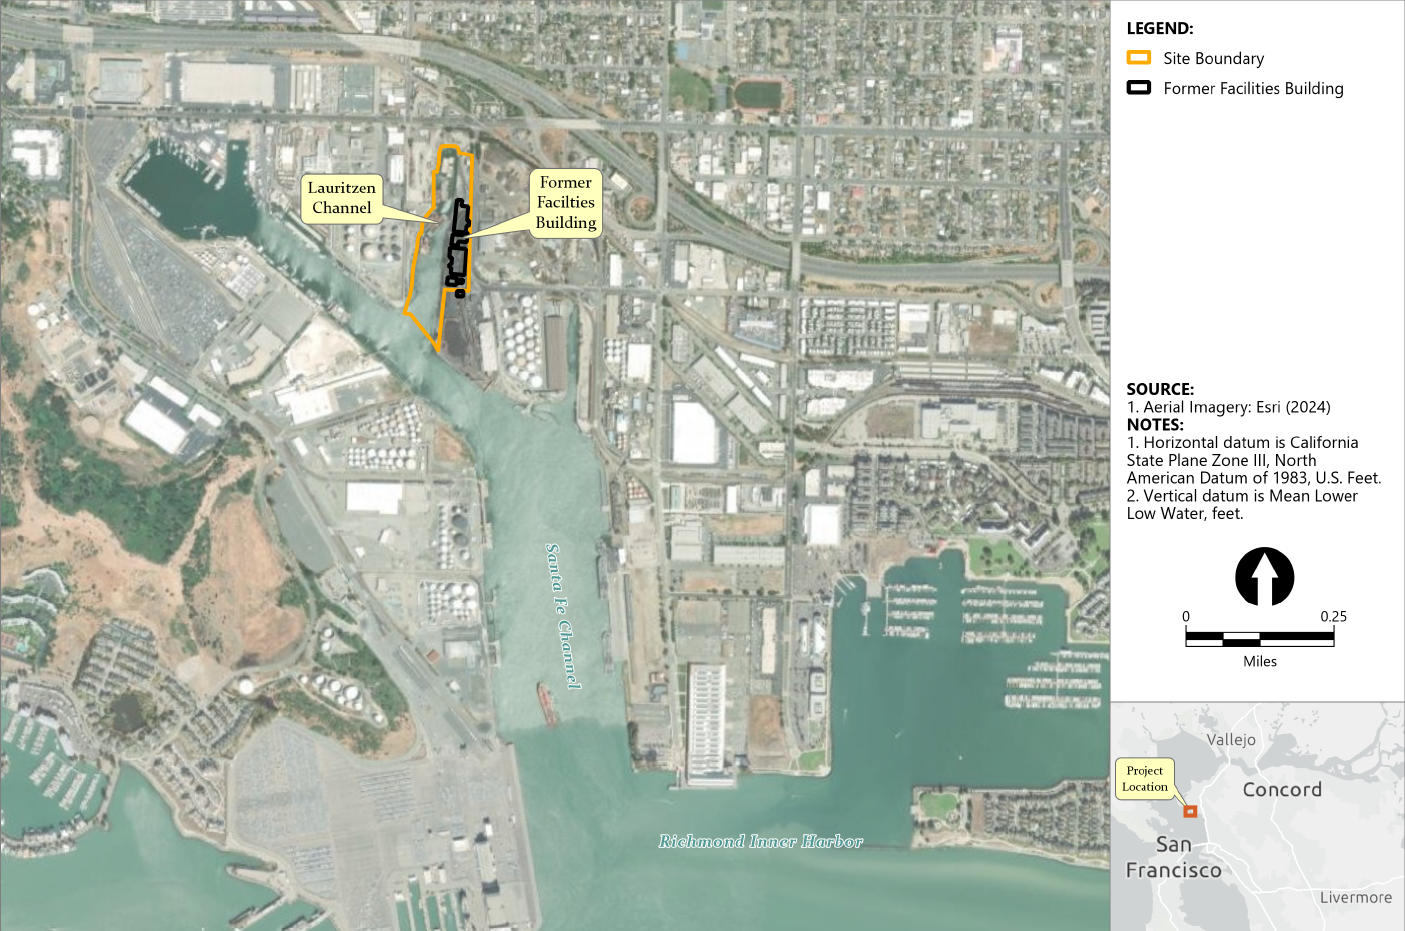 Lauritzen
Channel
Former
Facilties
Building
Santa Fe Channel
Richmond Inner Harbor
LEGEND:
Site Boundary
Former Facilities Building
SOURCE:
1. Aerial Imagery: Esri (2024)
NOTES:
1. Horizontal datum is California
State Plane Zone III, North
American Datum of 1983, U.S. Feet.
2. Vertical datum is Mean Lower
Low Water, feet.
0 0.25
Miles
Vallejo
Project
Location
Concord
San
Francisco
Livermore